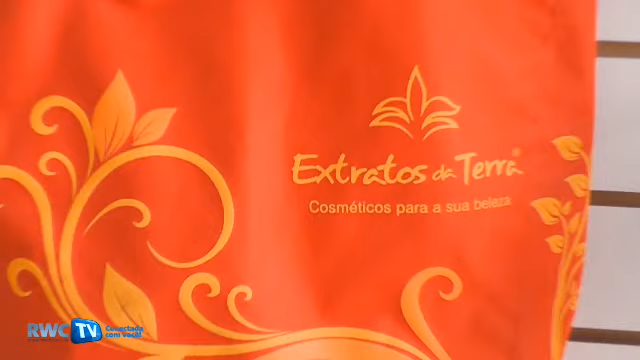 Extratos da Terra®
Cosméticos para a sua beleza
RWC TV Conectada
com você!